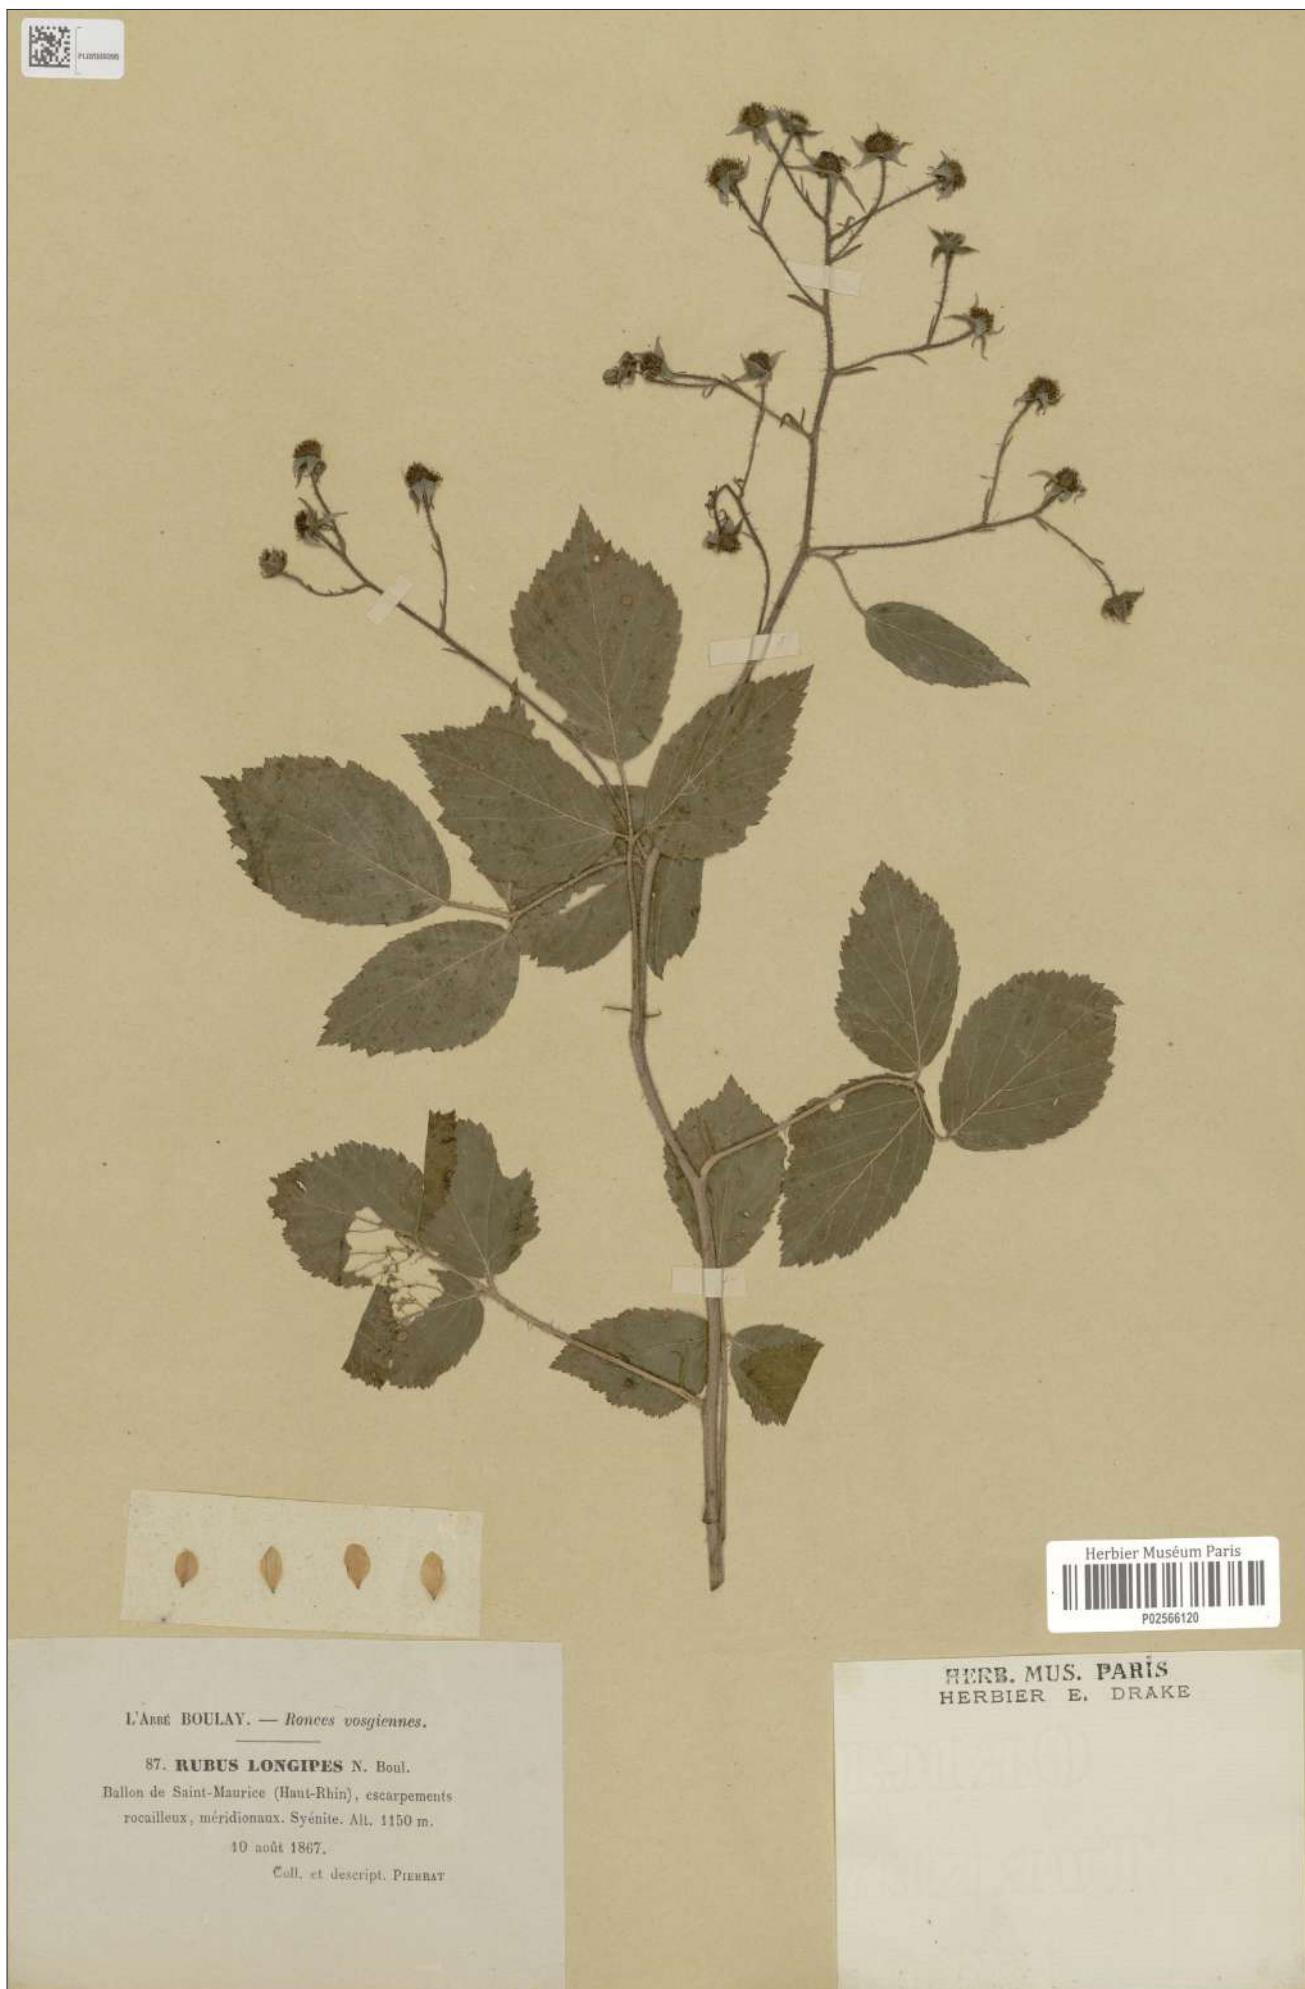 Herbier Muséum Paris
P02566120
HERB. MUS. PARIS
HERBIER E. DRAKE
L'ABBÉ BOULAY. — Ronces vosgiennes.
87. RUBUS LONGIPES N. Boul.
Ballon de Saint-Maurice (Haut-Rhin), escarpements
rocailleux, méridionaux. Syénite. Alt. 1150 m.
10 août 1867.
Coll. et descript. PIERRAT